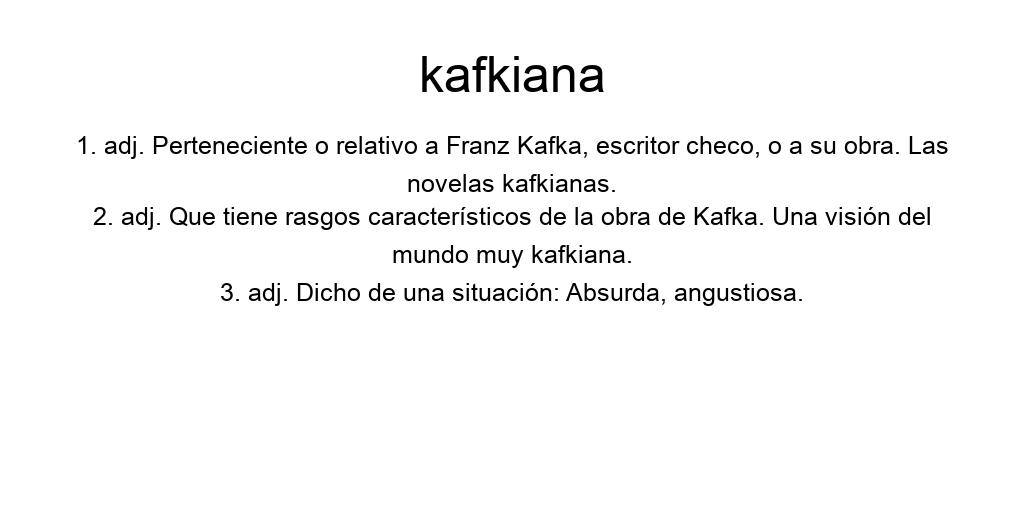 kafkiana
1. adj. Perteneciente o relativo a Franz Kafka, escritor checo, o a su obra. Las
novelas kafkianas.
2. adj. Que tiene rasgos característicos de la obra de Kafka. Una visión del
mundo muy kafkiana.
3. adj. Dicho de una situación: Absurda, angustiosa.